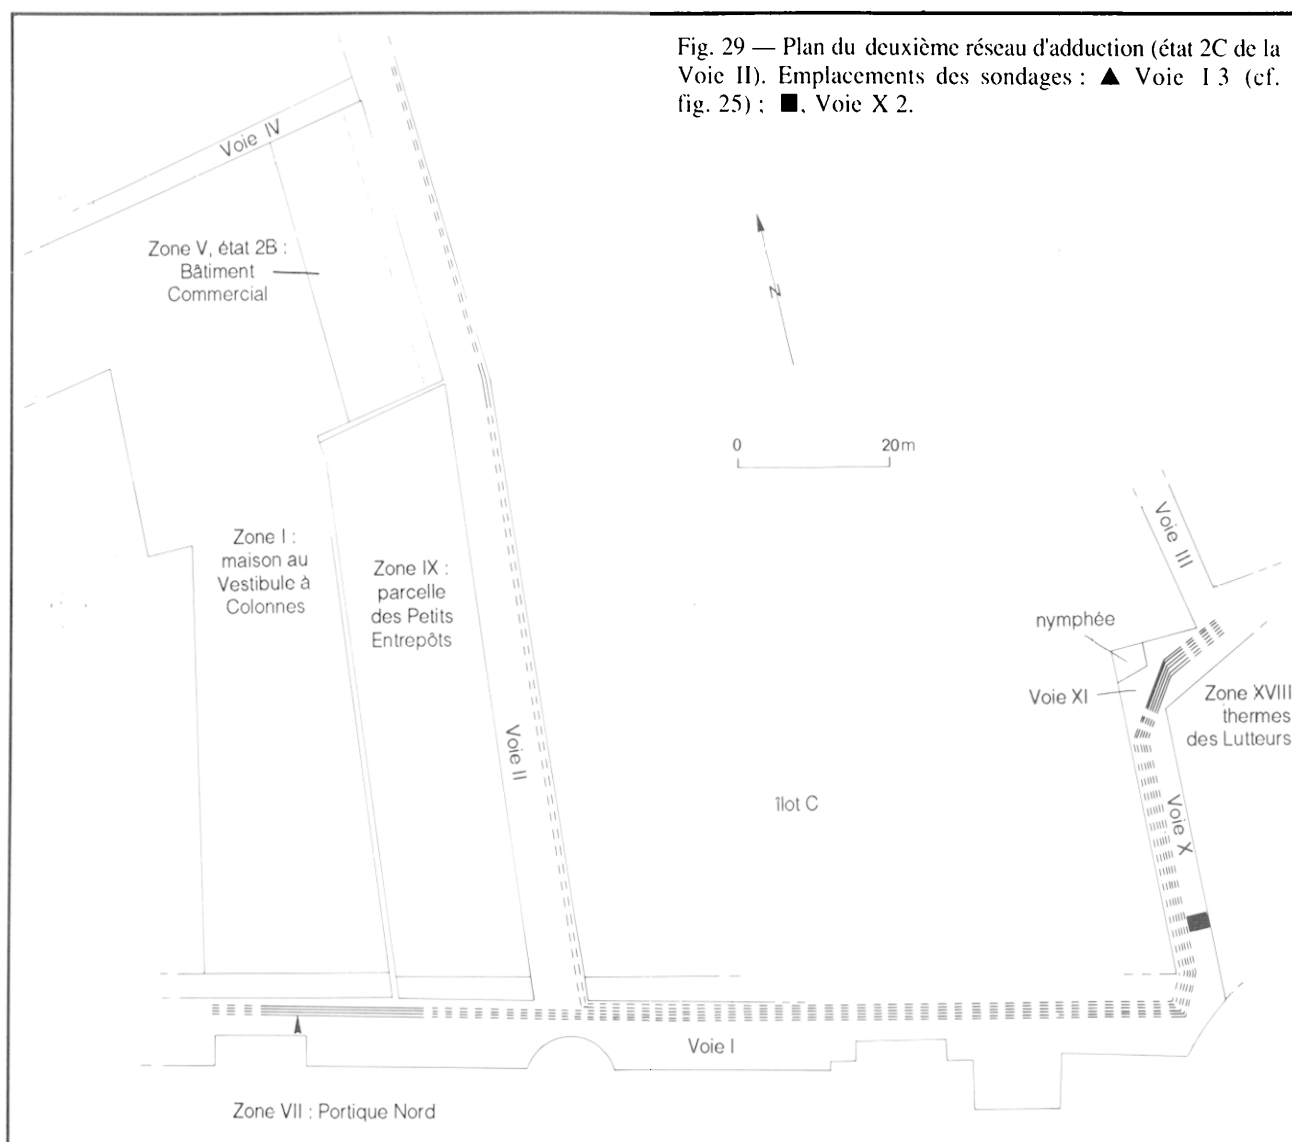 Fig. 29 — Plan du deuxième réseau d'adduction (état 2C de la
Voie II). Emplacements des sondages : ▲ Voie I 3 (cf.
fig. 25) ; ■, Voie X 2.
Voie IV
Zone V, état 2B :
Bâtiment
Commercial
N
0 20 m
Zone I :
maison au
Vestibule à
Colonnes
Zone IX :
parcelle
des Petits
Entrepôts
Voie II
Voie III
nymphée
Voie XI
Zone XVIII
thermes
des Lutteurs
îlot C
Voie X
Voie I
Zone VII : Portique Nord